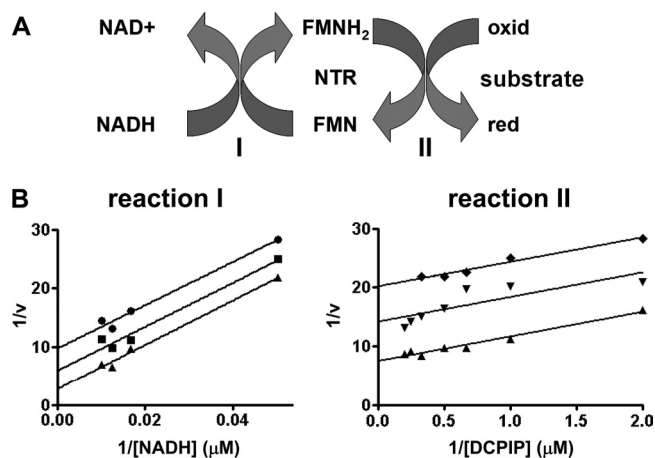 A
NAD+ FMNH2 oxid
NTR substrate
NADH FMN red
I II
B
reaction I reaction II
30 30
20 20
1/v 1/v
10 10
0 0
0.00 0.02 0.04 0.0 0.5 1.0 1.5 2.0
1/[NADH] (μM) 1/[DCPIP] (μM)